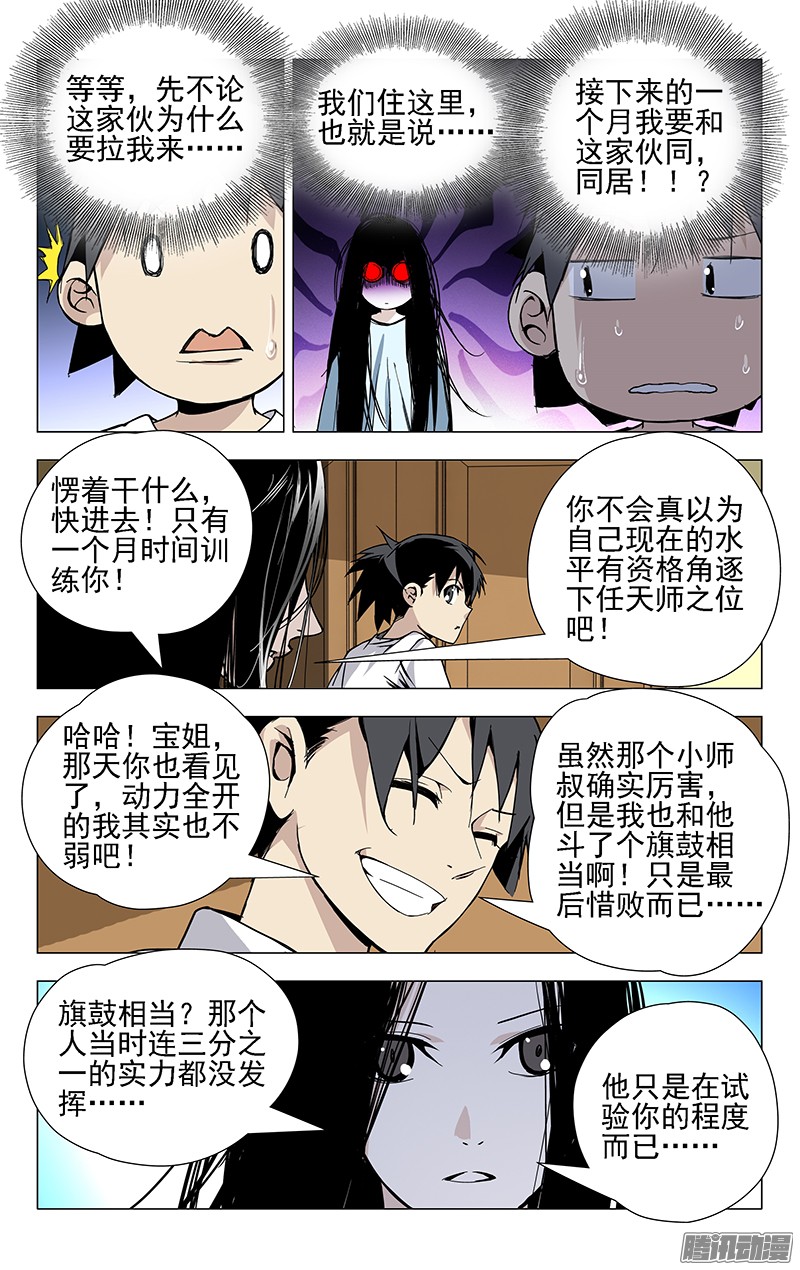 等等，先不论
这家伙为什么
要拉我来……
我们住这里，
也就是说……
接下来的一
个月我要和
这家伙同，
同居！！？
愣着干什么，
快进去！只有
一个月时间训
练你！
你不会真以为
自己现在的水
平有资格角逐
下任天师之位
吧！
哈哈！宝姐，
那天你也看见
了，动力全开
的我其实也不
弱吧！
虽然那个小师
叔确实厉害，
但是我也和他
斗了个旗鼓相
当啊！只是最
后惜败而已……
旗鼓相当？那个
人当时连三分之
一的实力都没发
挥……
他只是在试
验你的程度
而已……
腾讯动漫